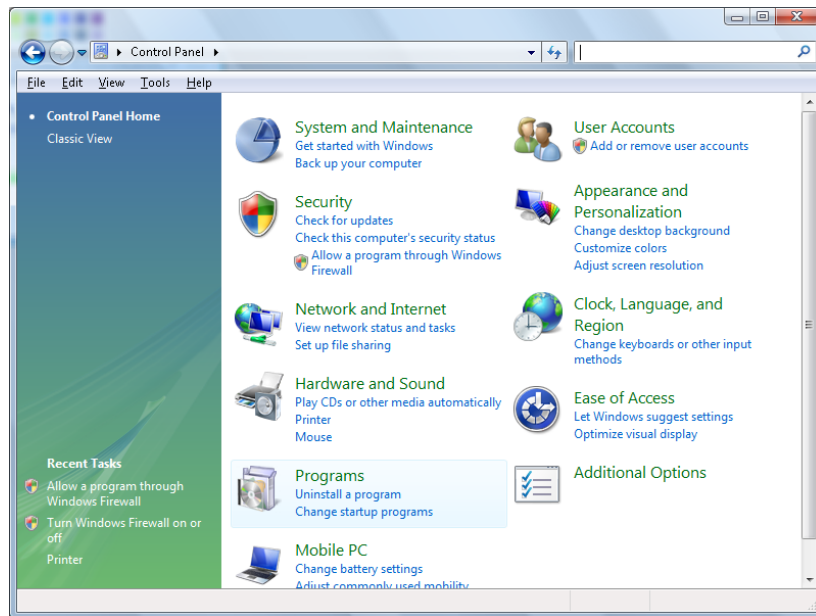 Control Panel
File Edit View Tools Help
Control Panel Home
Classic View
Recent Tasks
Allow a program through
Windows Firewall
Turn Windows Firewall on or
off
Printer
System and Maintenance
Get started with Windows
Back up your computer
Security
Check for updates
Check this computer's security status
Allow a program through Windows
Firewall
Network and Internet
View network status and tasks
Set up file sharing
Hardware and Sound
Play CDs or other media automatically
Printer
Mouse
Programs
Uninstall a program
Change startup programs
Mobile PC
Change battery settings
Adjust commonly used mobility
User Accounts
Add or remove user accounts
Appearance and
Personalization
Change desktop background
Customize colors
Adjust screen resolution
Clock, Language, and
Region
Change keyboards or other input
methods
Ease of Access
Let Windows suggest settings
Optimize visual display
Additional Options